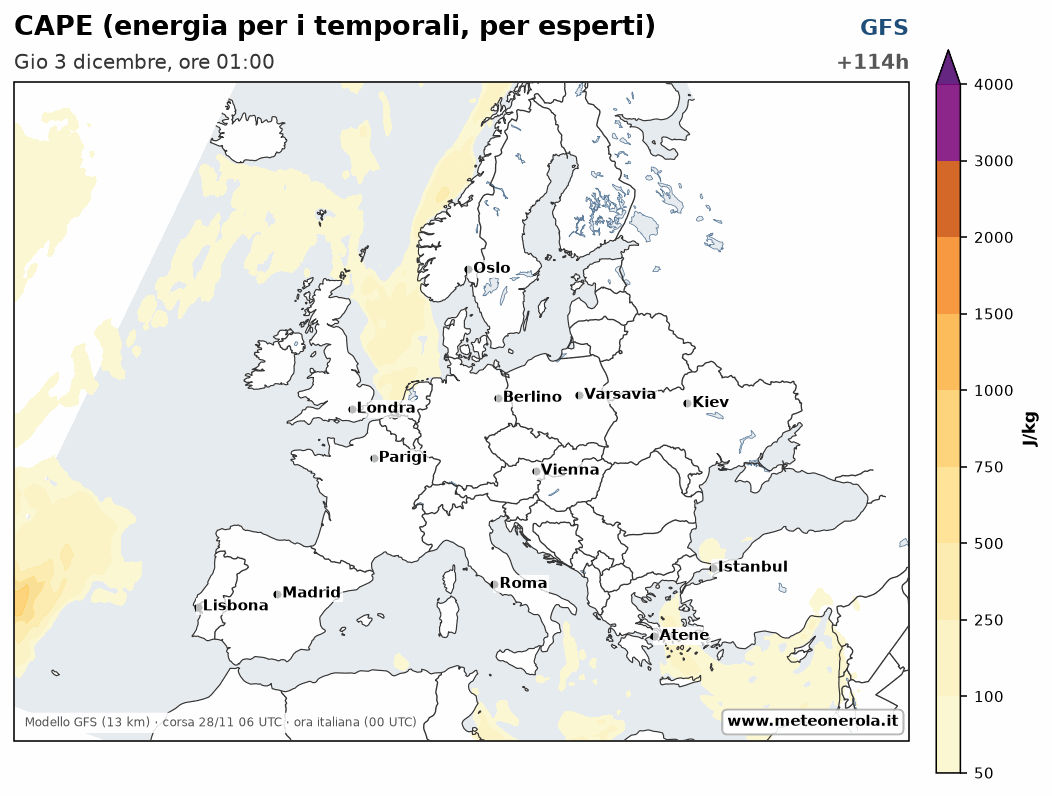 CAPE (energia per i temporali, per esperti)
GFS
Gio 3 dicembre, ore 01:00
+114h
4000
3000
2000
1500
1000
750
500
250
100
50
J/kg
Oslo
Berlino
Varsavia
Kiev
Londra
Parigi
Vienna
Istanbul
Roma
Madrid
Lisbona
Atene
Modello GFS (13 km) · corsa 28/11 06 UTC · ora italiana (00 UTC)
www.meteonerola.it